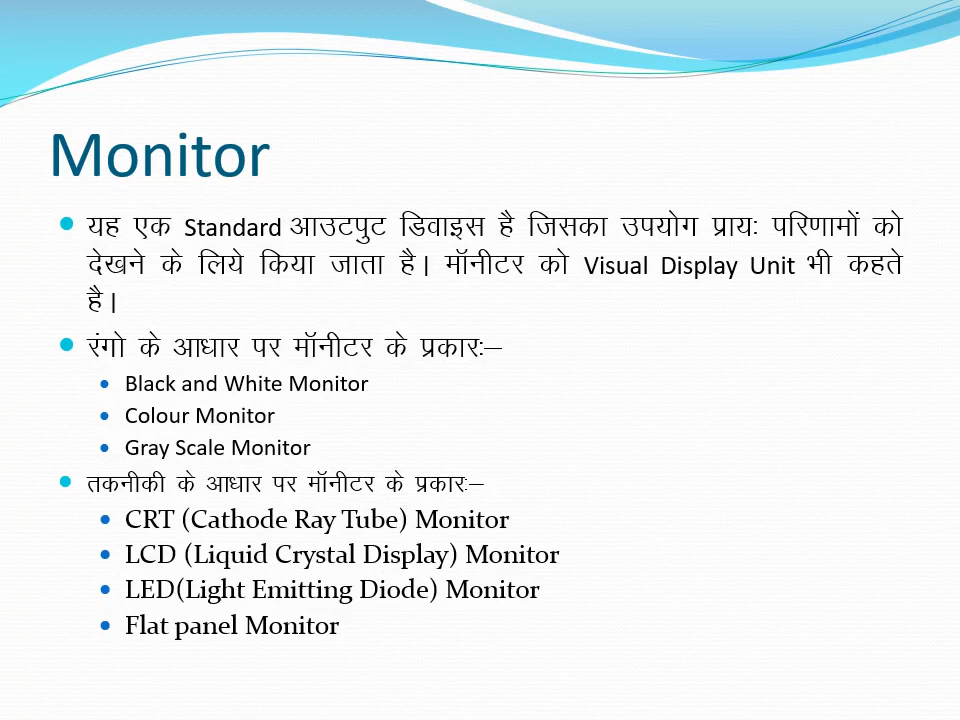 Monitor
यह एक Standard आउटपुट डिवाइस है जिसका उपयोग प्रायः परिणामों को
देखने के लिये किया जाता है। मॉनीटर को Visual Display Unit भी कहते
है।
रंगो के आधार पर मॉनीटर के प्रकारः–
Black and White Monitor
Colour Monitor
Gray Scale Monitor
तकनीकी के आधार पर मॉनीटर के प्रकारः–
CRT (Cathode Ray Tube) Monitor
LCD (Liquid Crystal Display) Monitor
LED(Light Emitting Diode) Monitor
Flat panel Monitor